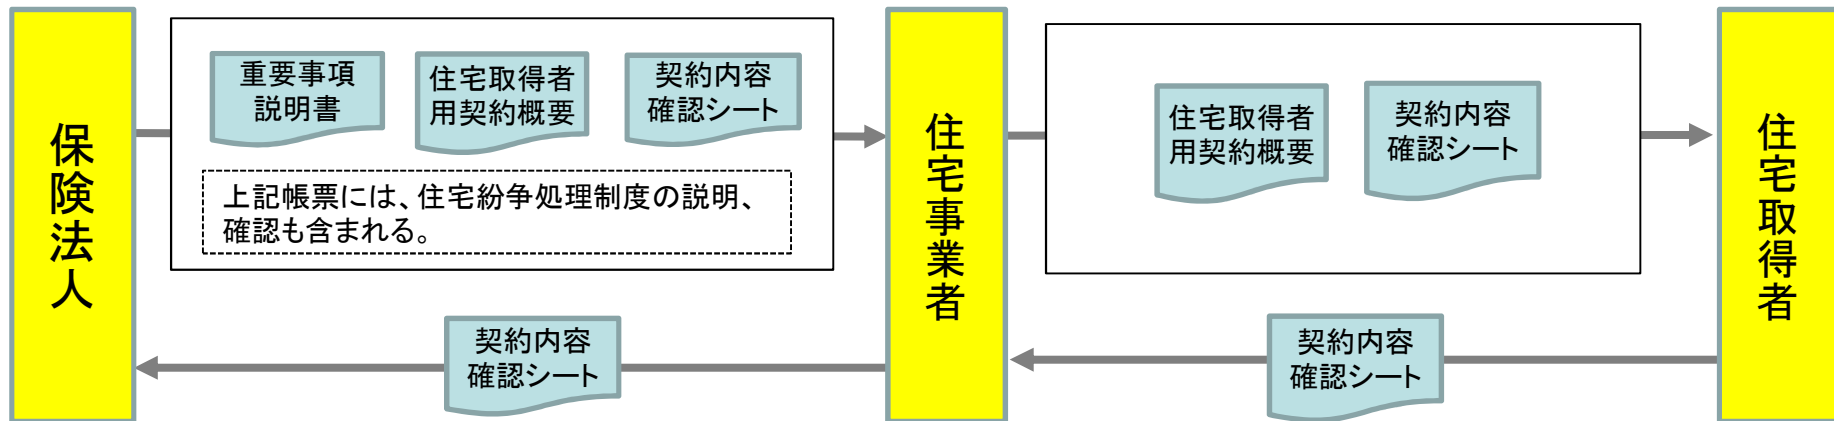 保険法人
重要事項
説明書
住宅取得者
用契約概要
契約内容
確認シート
上記帳票には、住宅紛争処理制度の説明、
確認も含まれる。
契約内容
確認シート
住宅事業者
住宅取得者
用契約概要
契約内容
確認シート
契約内容
確認シート
住宅取得者